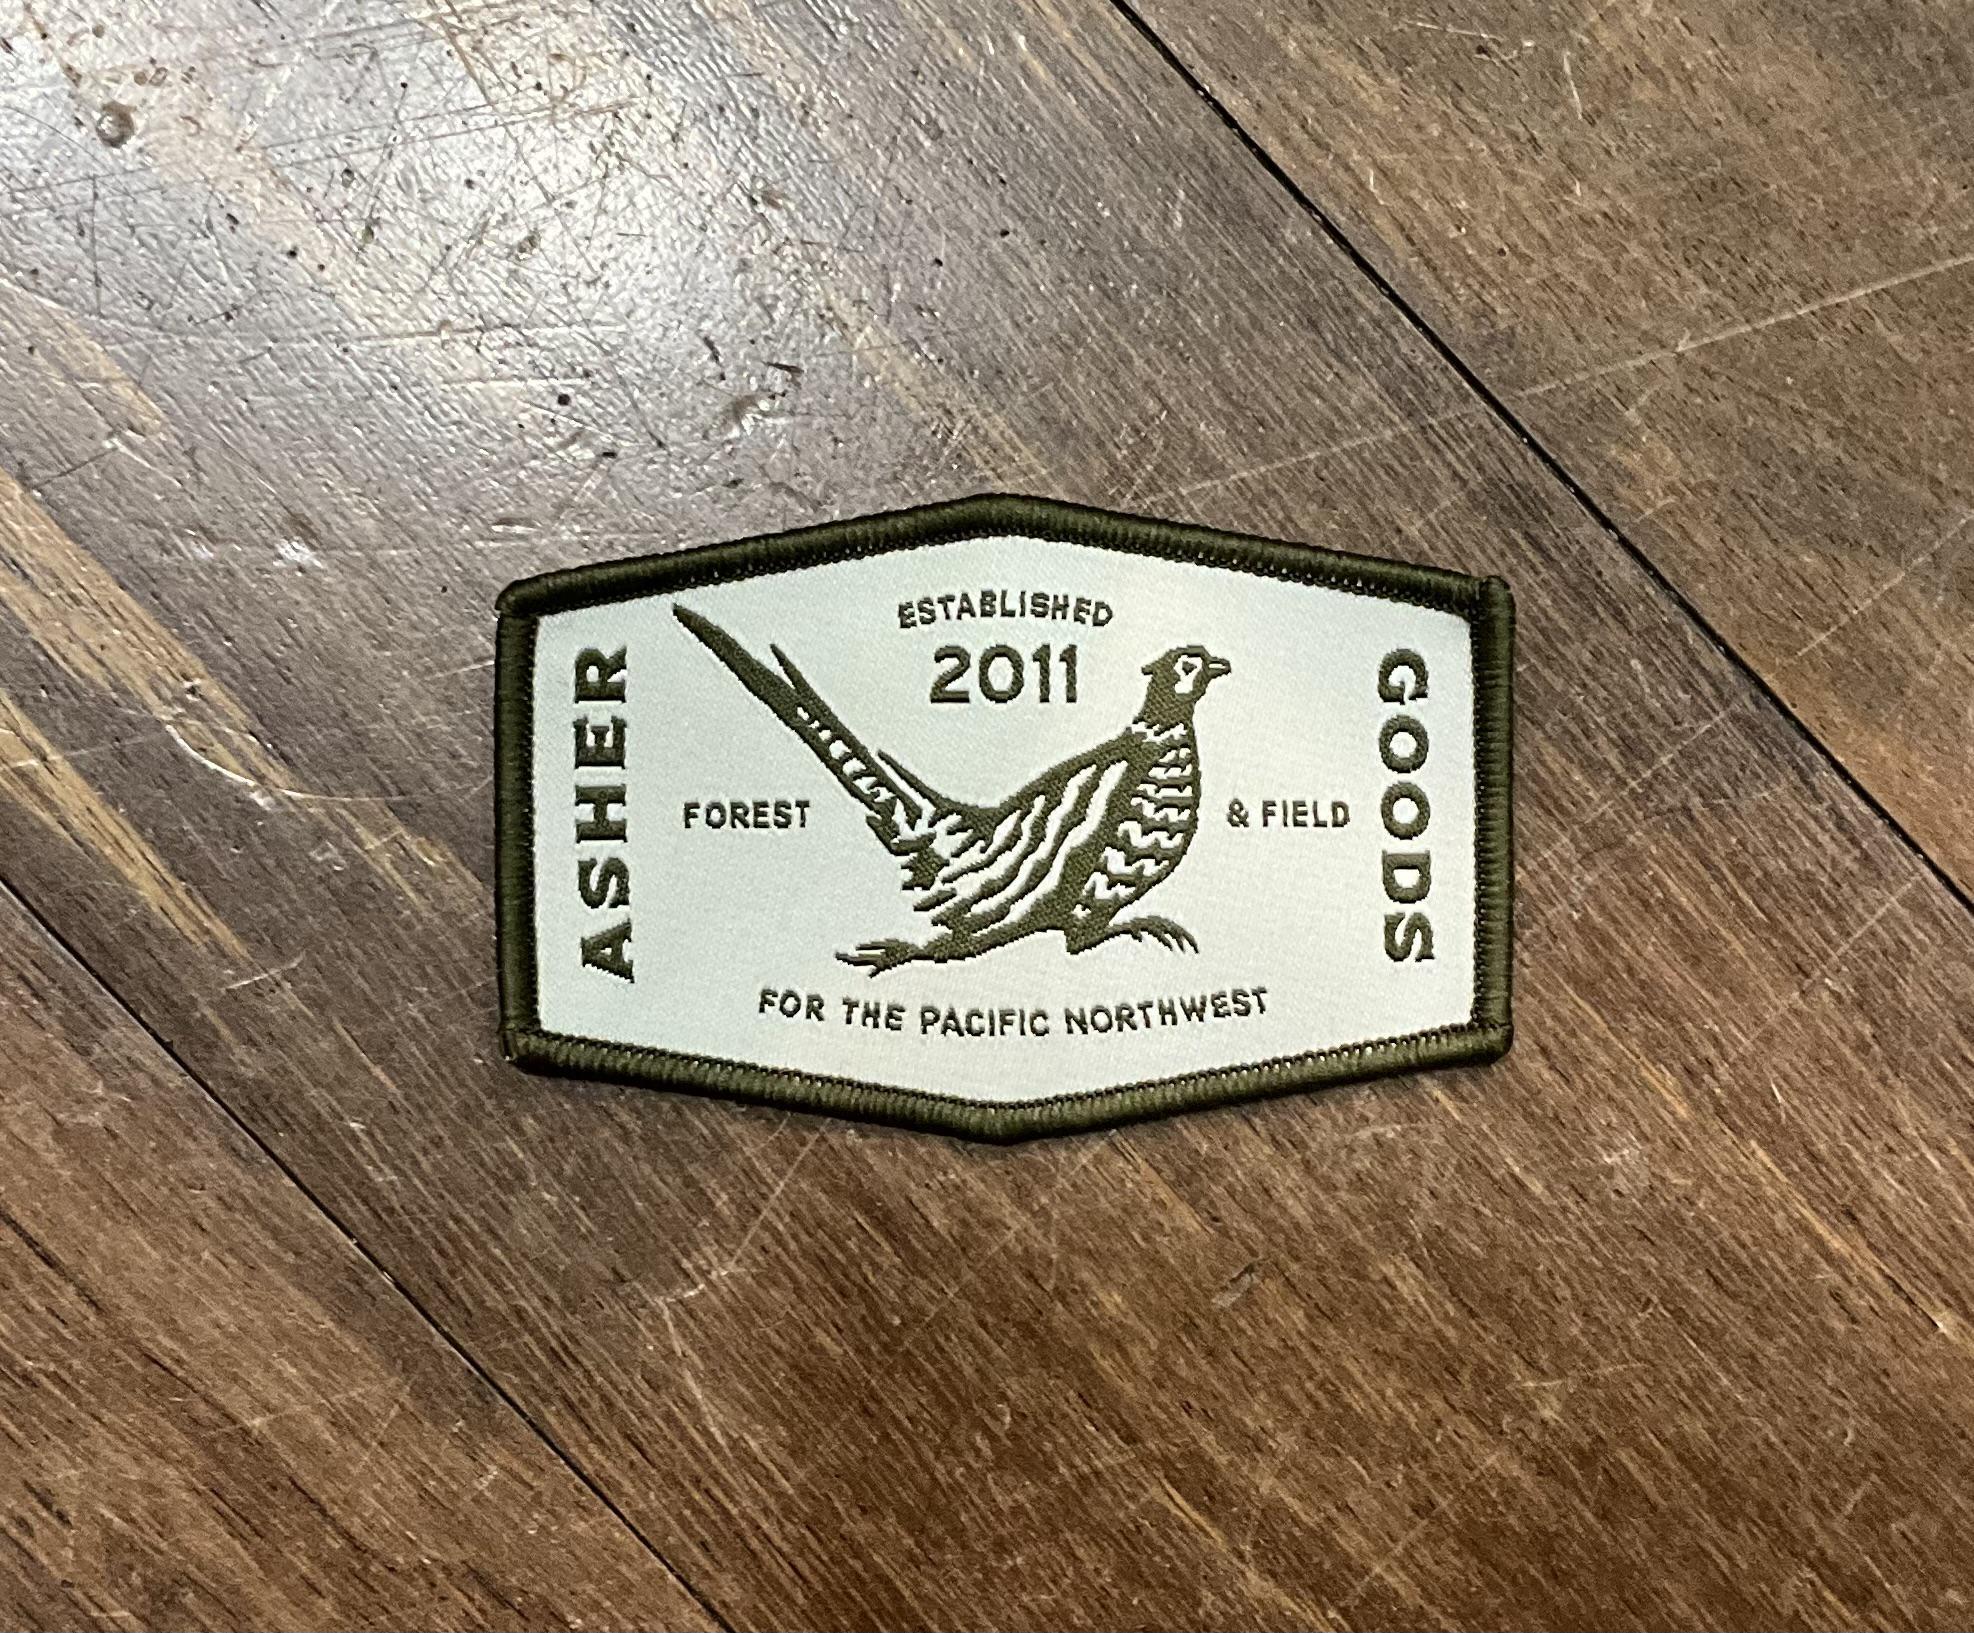 ESTABLISHED
2011
ASHER
GOODS
FOREST
& FIELD
FOR THE PACIFIC NORTHWEST